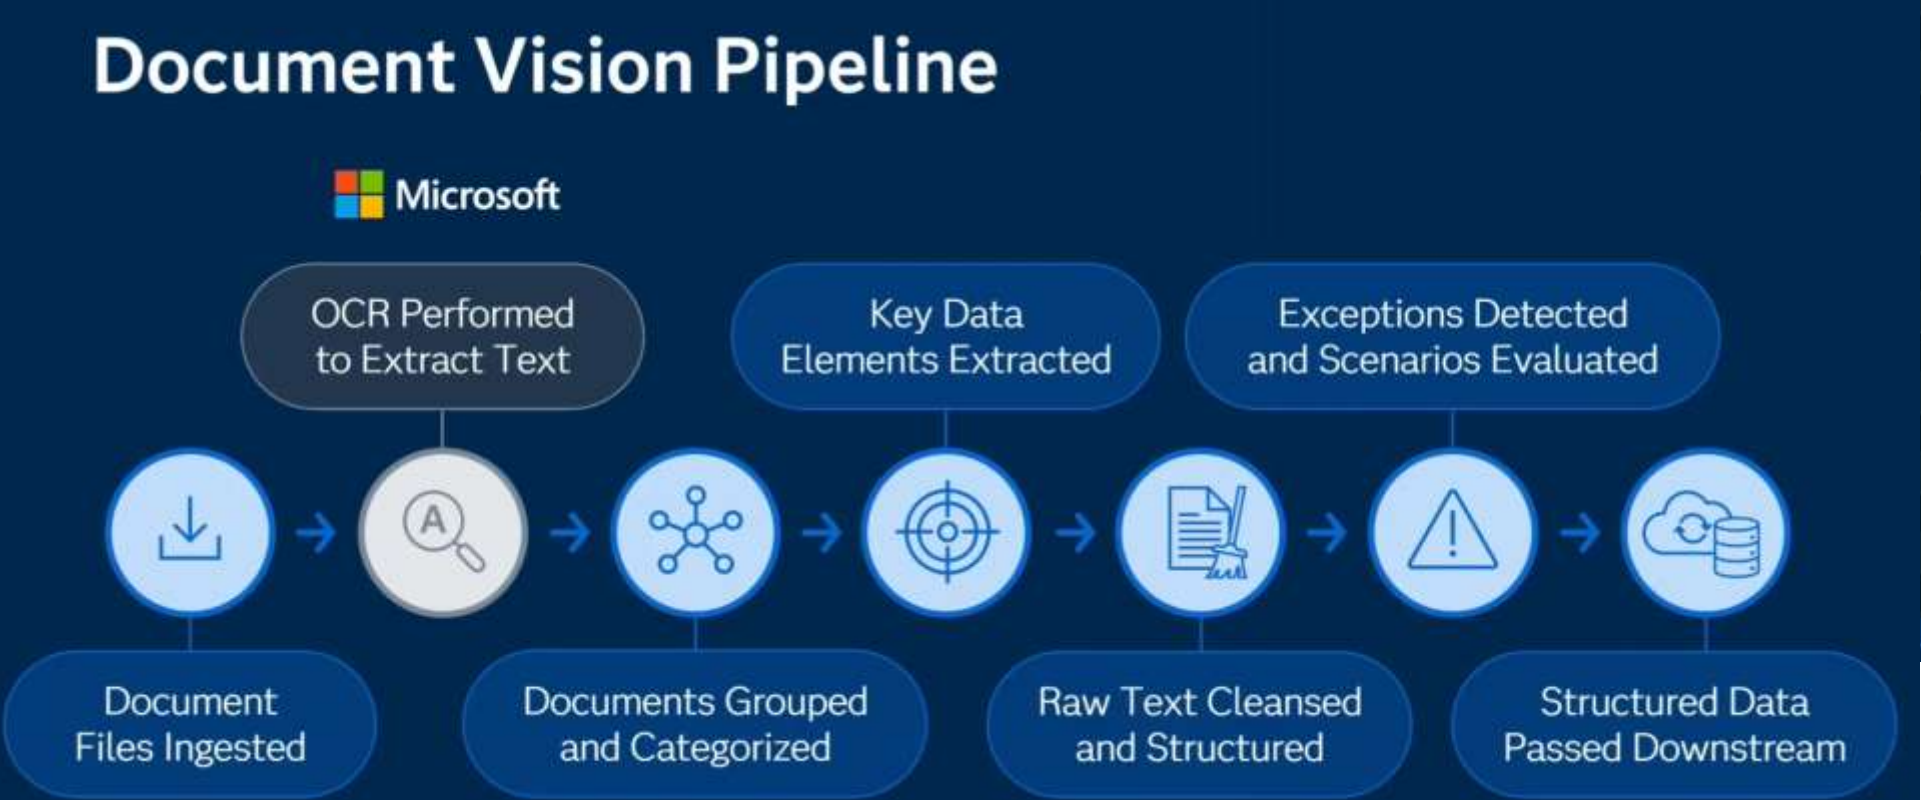 Document Vision Pipeline
Microsoft
OCR Performed
to Extract Text
Key Data
Elements Extracted
Exceptions Detected
and Scenarios Evaluated
A
Document
Files Ingested
Documents Grouped
and Categorized
Raw Text Cleansed
and Structured
Structured Data
Passed Downstream